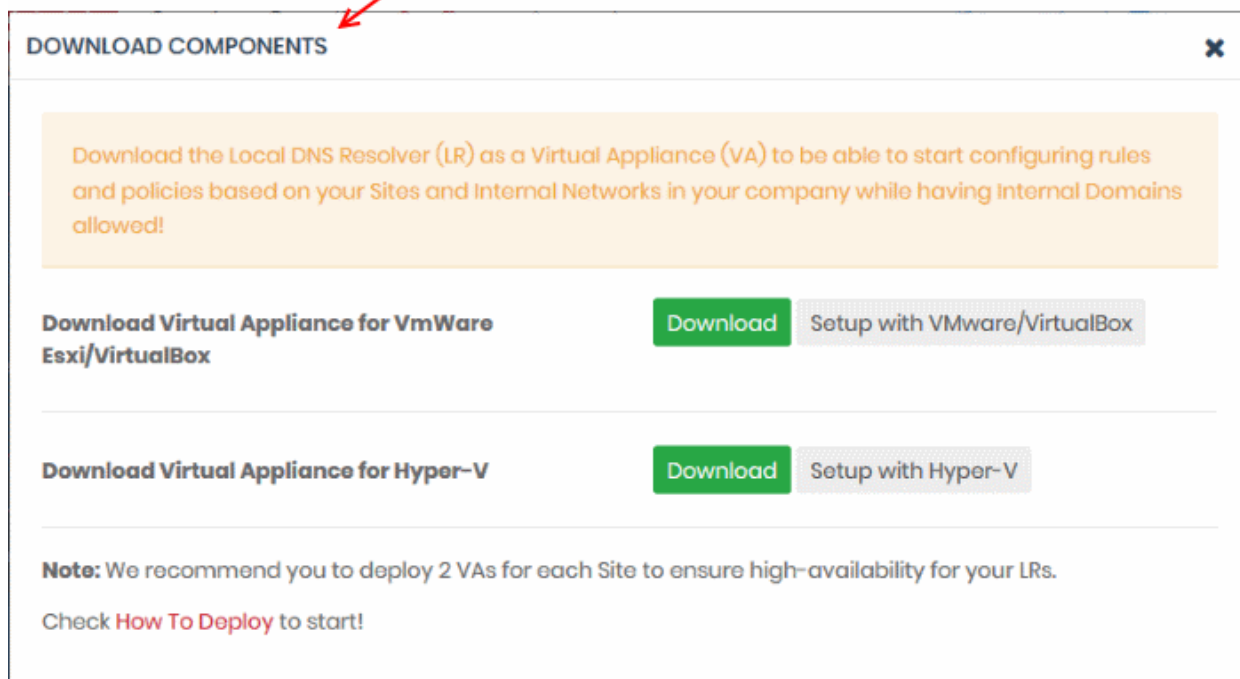 DOWNLOAD COMPONENTS
Download the Local DNS Resolver (LR) as a Virtual Appliance (VA) to be able to start configuring rules
and policies based on your Sites and Internal Networks in your company while having Internal Domains
allowed!
Download Virtual Appliance for VmWare
Esxi/VirtualBox
Download
Setup with VMware/VirtualBox
Download Virtual Appliance for Hyper-V
Download
Setup with Hyper-V
Note: We recommend you to deploy 2 VAs for each Site to ensure high-availability for your LRs.
Check How To Deploy to start!